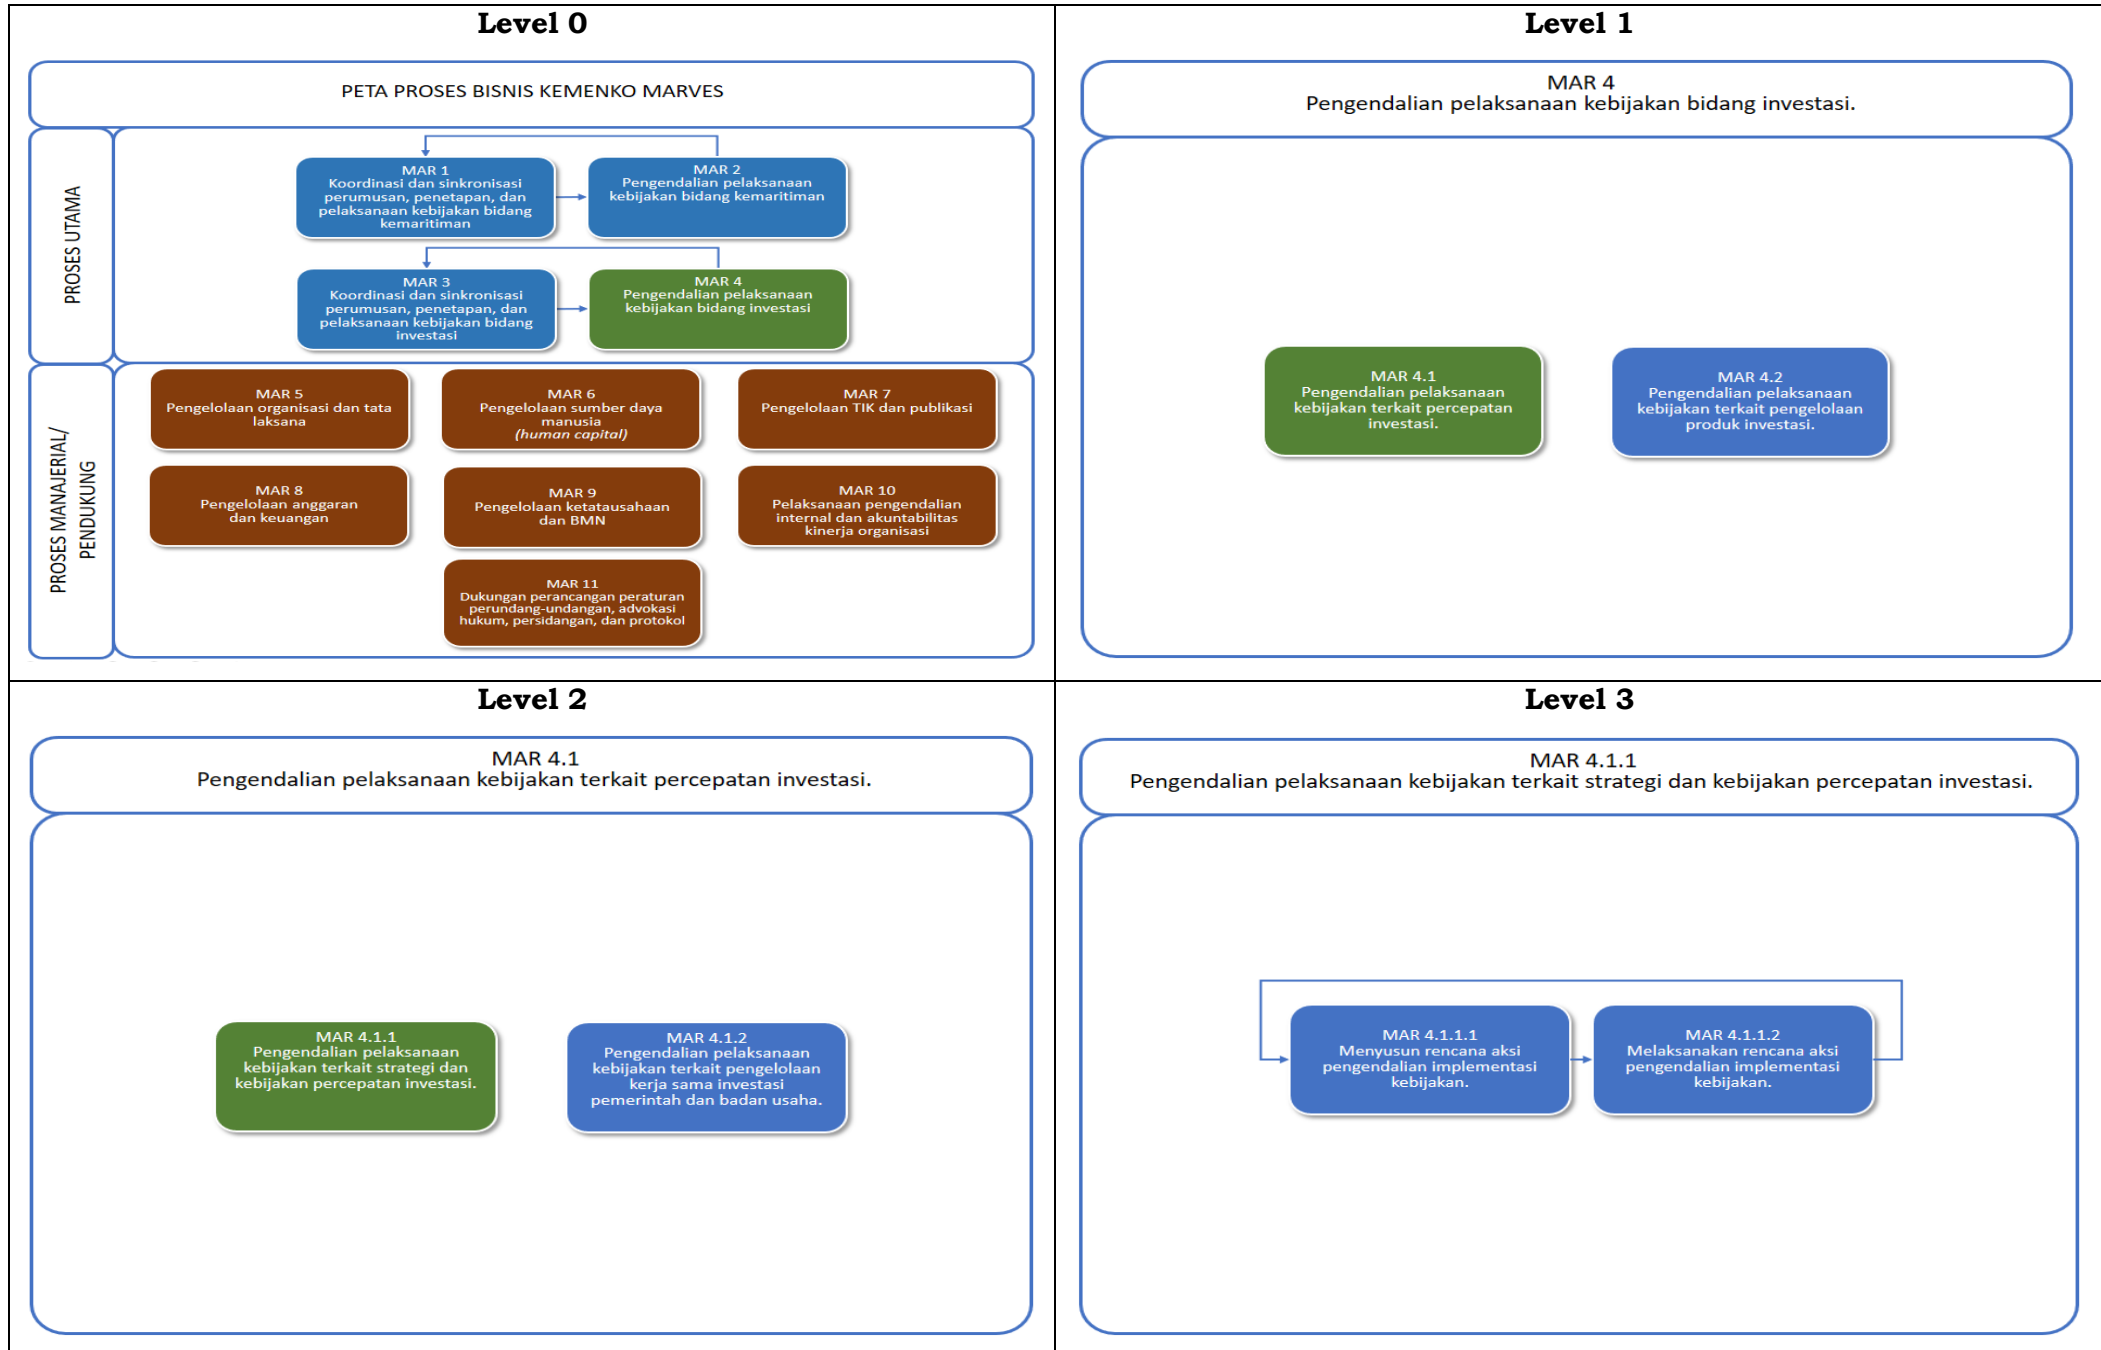 Level 0
PETA PROSES BISNIS KEMENKO MARVES
PROSES UTAMA
MAR 1
Koordinasi dan sinkronisasi
perumusan, penetapan, dan
pelaksanaan kebijakan bidang
kemaritiman
MAR 2
Pengendalian pelaksanaan
kebijakan bidang kemaritiman
MAR 3
Koordinasi dan sinkronisasi
perumusan, penetapan, dan
pelaksanaan kebijakan bidang
investasi
MAR 4
Pengendalian pelaksanaan
kebijakan bidang investasi
PROSES MANAJERIAL/
PENDUKUNG
MAR 5
Pengelolaan organisasi dan tata
laksana
MAR 6
Pengelolaan sumber daya
manusia
(human capital)
MAR 7
Pengelolaan TIK dan publikasi
MAR 8
Pengelolaan anggaran
dan keuangan
MAR 9
Pengelolaan ketatausahaan
dan BMN
MAR 10
Pelaksanaan pengendalian
internal dan akuntabilitas
kinerja organisasi
MAR 11
Dukungan perancangan peraturan
perundang-undangan, advokasi
hukum, persidangan, dan protokol
Level 1
MAR 4
Pengendalian pelaksanaan kebijakan bidang investasi.
MAR 4.1
Pengendalian pelaksanaan
kebijakan terkait percepatan
investasi.
MAR 4.2
Pengendalian pelaksanaan
kebijakan terkait pengelolaan
produk investasi.
Level 2
MAR 4.1
Pengendalian pelaksanaan kebijakan terkait percepatan investasi.
MAR 4.1.1
Pengendalian pelaksanaan
kebijakan terkait strategi dan
kebijakan percepatan investasi.
MAR 4.1.2
Pengendalian pelaksanaan
kebijakan terkait pengelolaan
kerja sama investasi
pemerintah dan badan usaha.
Level 3
MAR 4.1.1
Pengendalian pelaksanaan kebijakan terkait strategi dan kebijakan percepatan investasi.
MAR 4.1.1.1
Menyusun rencana aksi
pengendalian implementasi
kebijakan.
MAR 4.1.1.2
Melaksanakan rencana aksi
pengendalian implementasi
kebijakan.